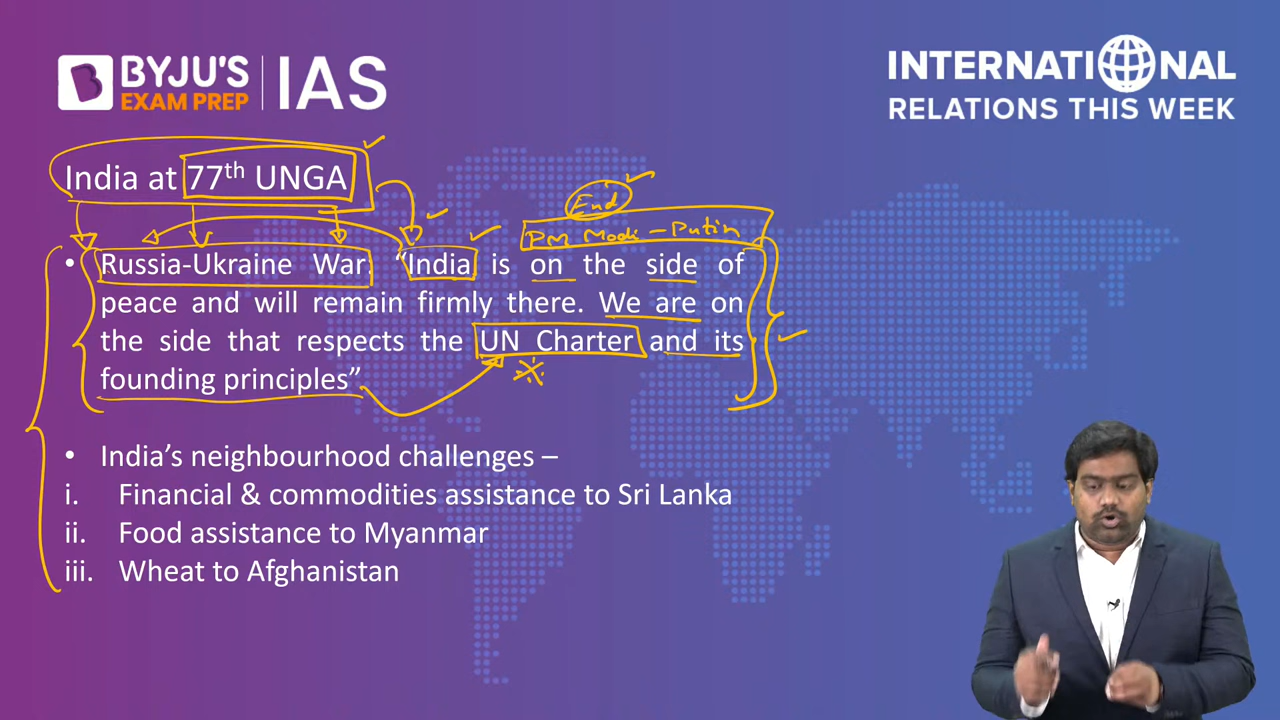 BYJU'S
EXAM PREP
IAS
INTERNATIONAL
RELATIONS THIS WEEK
India at 77th UNGA
End
PM Modi - Putin
• Russia-Ukraine War: “India is on the side of
peace and will remain firmly there. We are on
the side that respects the UN Charter and its
founding principles”
• India’s neighbourhood challenges –
i. Financial & commodities assistance to Sri Lanka
ii. Food assistance to Myanmar
iii. Wheat to Afghanistan